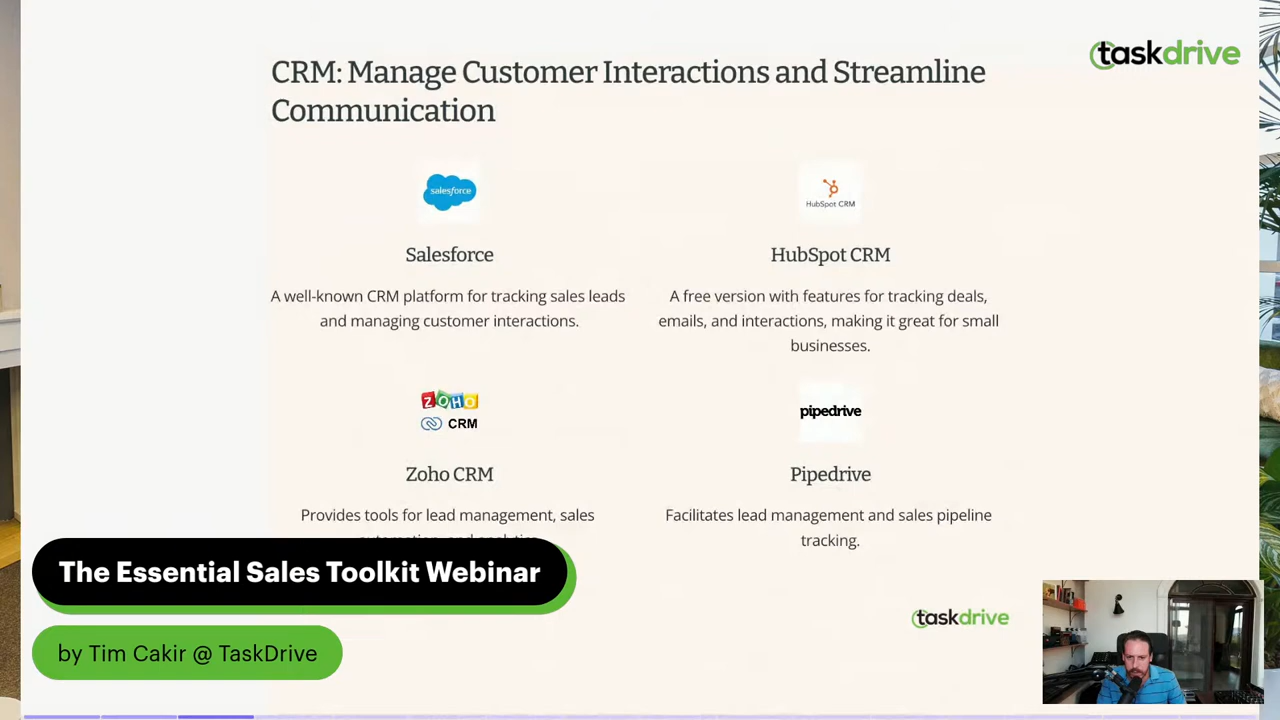 taskdrive
CRM: Manage Customer Interactions and Streamline
Communication
salesforce
HubSpot CRM
Salesforce
HubSpot CRM
A well-known CRM platform for tracking sales leads
and managing customer interactions.
A free version with features for tracking deals,
emails, and interactions, making it great for small
businesses.
ZOHO
CRM
pipedrive
Zoho CRM
Pipedrive
Provides tools for lead management, sales
automation, and analytics.
Facilitates lead management and sales pipeline
tracking.
The Essential Sales Toolkit Webinar
by Tim Cakir @ TaskDrive
taskdrive